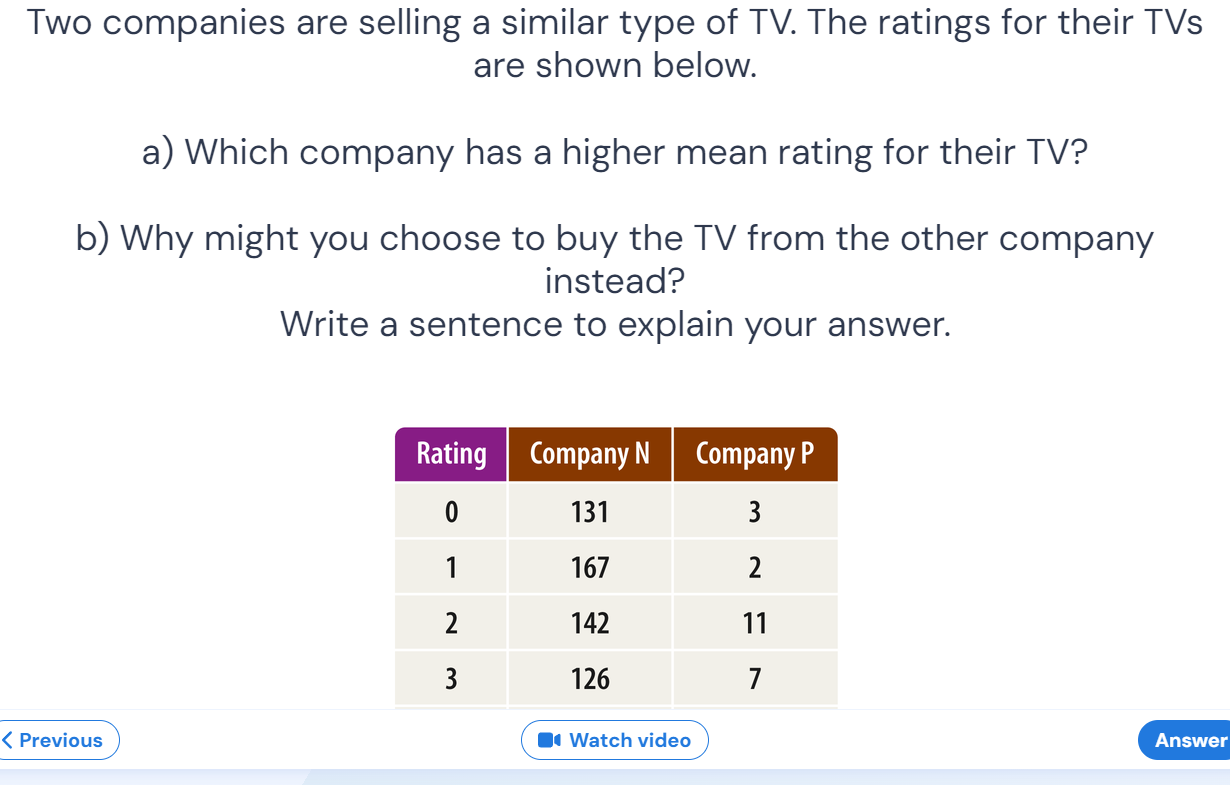 Two companies are selling a similar type of TV. The ratings for their TVs
are shown below.
a) Which company has a higher mean rating for their TV?
b) Why might you choose to buy the TV from the other company
instead?
Write a sentence to explain your answer.
Rating Company N Company P
0 131 3
1 167 2
2 142 11
3 126 7
Previous Watch video Answer